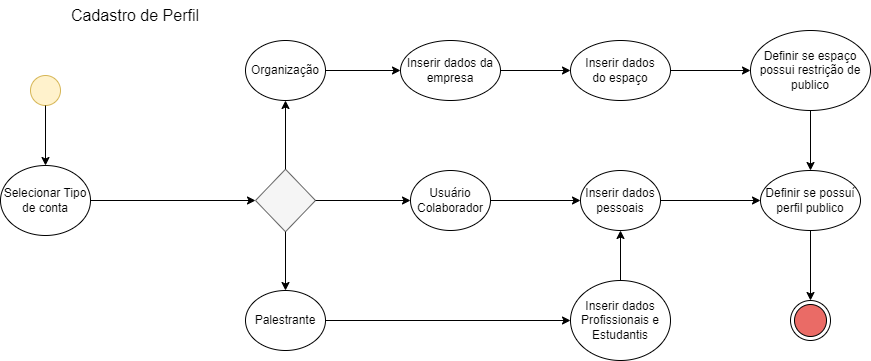 Cadastro de Perfil
Organização
Inserir dados da
empresa
Inserir dados
do espaço
Definir se espaço
possui restrição de
publico
Selecionar Tipo
de conta
Usuário
Colaborador
Inserir dados
pessoais
Definir se possuí
perfil publico
Palestrante
Inserir dados
Profissionais e
Estudantis